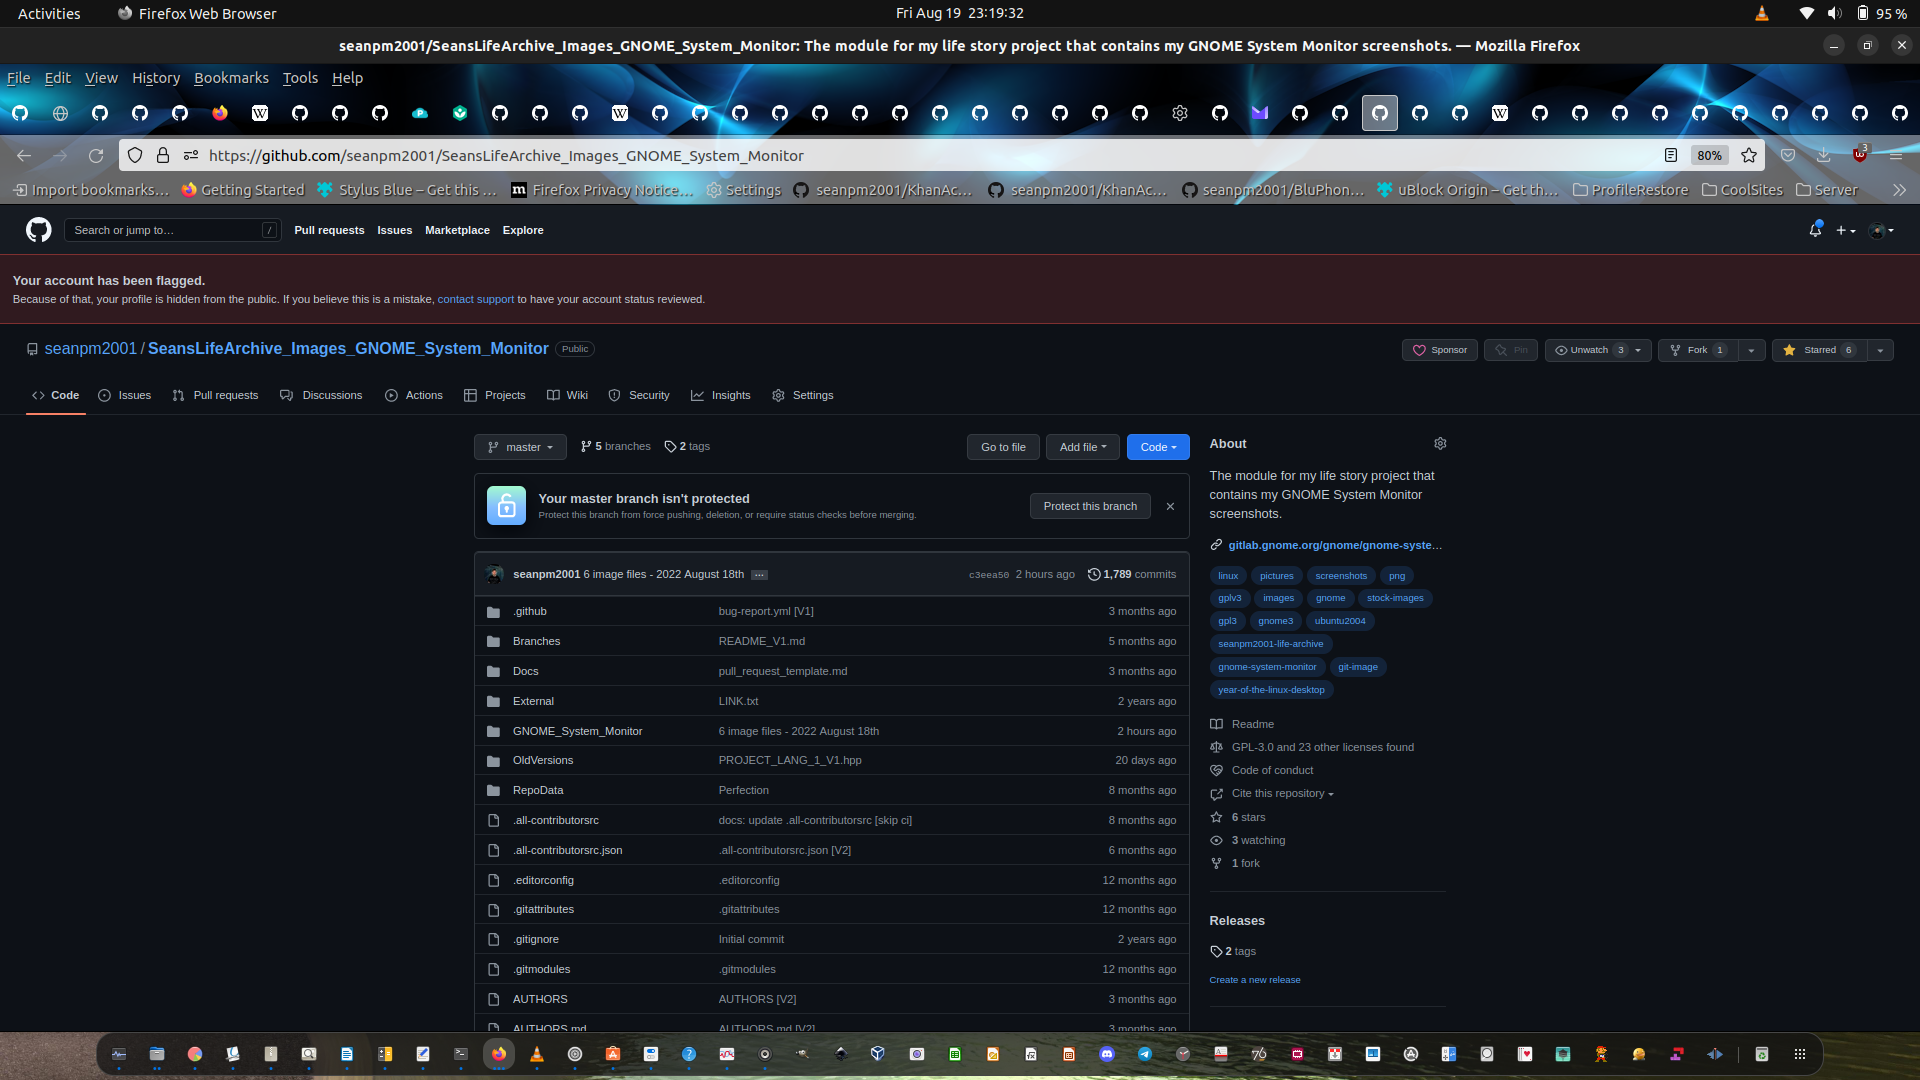 Activities Firefox Web Browser Fri Aug 19 23:19:32 95 %
seanpm2001/SeansLifeArchive_Images_GNOME_System_Monitor: The module for my life story project that contains my GNOME System Monitor screenshots. — Mozilla Firefox
File Edit View History Bookmarks Tools Help
https://github.com/seanpm2001/SeansLifeArchive_Images_GNOME_System_Monitor 80% 3
Import bookmarks… Getting Started Stylus Blue – Get this … Firefox Privacy Notice… Settings seanpm2001/KhanAc… seanpm2001/KhanAc… seanpm2001/BluPhon… uBlock Origin – Get th… ProfileRestore CoolSites Server
Search or jump to… / Pull requests Issues Marketplace Explore
Your account has been flagged.
Because of that, your profile is hidden from the public. If you believe this is a mistake, contact support to have your account status reviewed.
seanpm2001 / SeansLifeArchive_Images_GNOME_System_Monitor Public Sponsor Pin Unwatch 3 Fork 1 Starred 6
Code Issues Pull requests Discussions Actions Projects Wiki Security Insights Settings
master 5 branches 2 tags Go to file Add file Code
Your master branch isn't protected
Protect this branch from force pushing, deletion, or require status checks before merging.
Protect this branch
seanpm2001 6 image files - 2022 August 18th … c3eea50 2 hours ago 1,789 commits
.github bug-report.yml [V1] 3 months ago
Branches README_V1.md 5 months ago
Docs pull_request_template.md 3 months ago
External LINK.txt 2 years ago
GNOME_System_Monitor 6 image files - 2022 August 18th 2 hours ago
OldVersions PROJECT_LANG_1_V1.hpp 20 days ago
RepoData Perfection 8 months ago
.all-contributorsrc docs: update .all-contributorsrc [skip ci] 8 months ago
.all-contributorsrc.json .all-contributorsrc.json [V2] 6 months ago
.editorconfig .editorconfig 12 months ago
.gitattributes .gitattributes 12 months ago
.gitignore Initial commit 2 years ago
.gitmodules .gitmodules 12 months ago
AUTHORS AUTHORS [V2] 3 months ago
AUTHORS.md AUTHORS.md [V2] 3 months ago
About
The module for my life story project that
contains my GNOME System Monitor
screenshots.
gitlab.gnome.org/gnome/gnome-syste…
linux pictures screenshots png
gplv3 images gnome stock-images
gpl3 gnome3 ubuntu2004
seanpm2001-life-archive
gnome-system-monitor git-image
year-of-the-linux-desktop
Readme
GPL-3.0 and 23 other licenses found
Code of conduct
Cite this repository
6 stars
3 watching
1 fork
Releases
2 tags
Create a new release